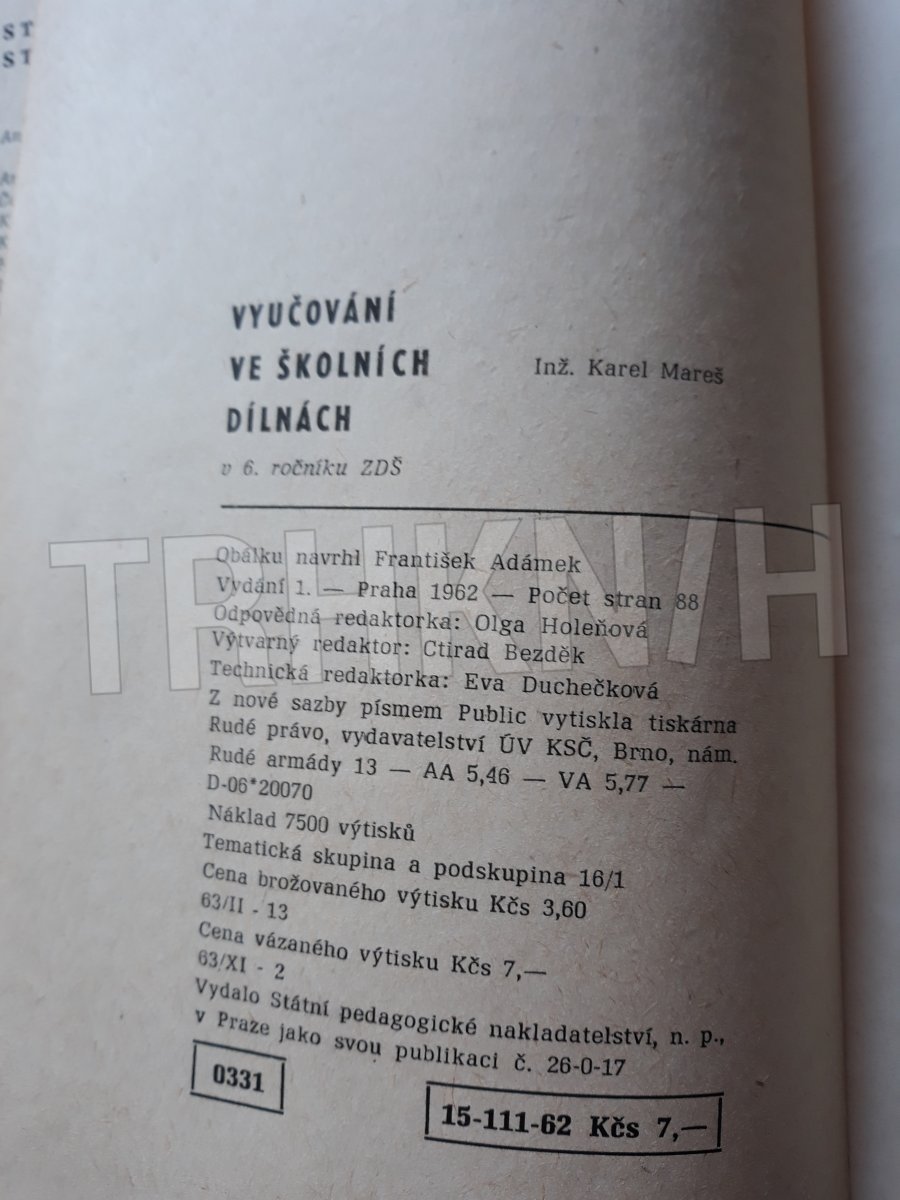 ST
ST
VYUČOVÁNÍ
VE ŠKOLNÍCH
DÍLNÁCH
Inž. Karel Mareš
v 6. ročníku ZDŠ
Obálku navrhl František Adámek
Vydání 1. — Praha 1962 — Počet stran 88
Odpovědná redaktorka: Olga Holeňová
Výtvarný redaktor: Ctirad Bezděk
Technická redaktorka: Eva Duchečková
Z nové sazby písmem Public vytiskla tiskárna
Rudé právo, vydavatelství ÚV KSČ, Brno, nám.
Rudé armády 13 — AA 5,46 — VA 5,77 —
D-06*20070
Náklad 7500 výtisků
Tematická skupina a podskupina 16/1
Cena brožovaného výtisku Kčs 3,60
63/II - 13
Cena vázaného výtisku Kčs 7,—
63/XI - 2
Vydalo Státní pedagogické nakladatelství, n. p.,
v Praze jako svou publikaci č. 26-0-17
0331
15-111-62 Kčs 7,—
TRHKNIH